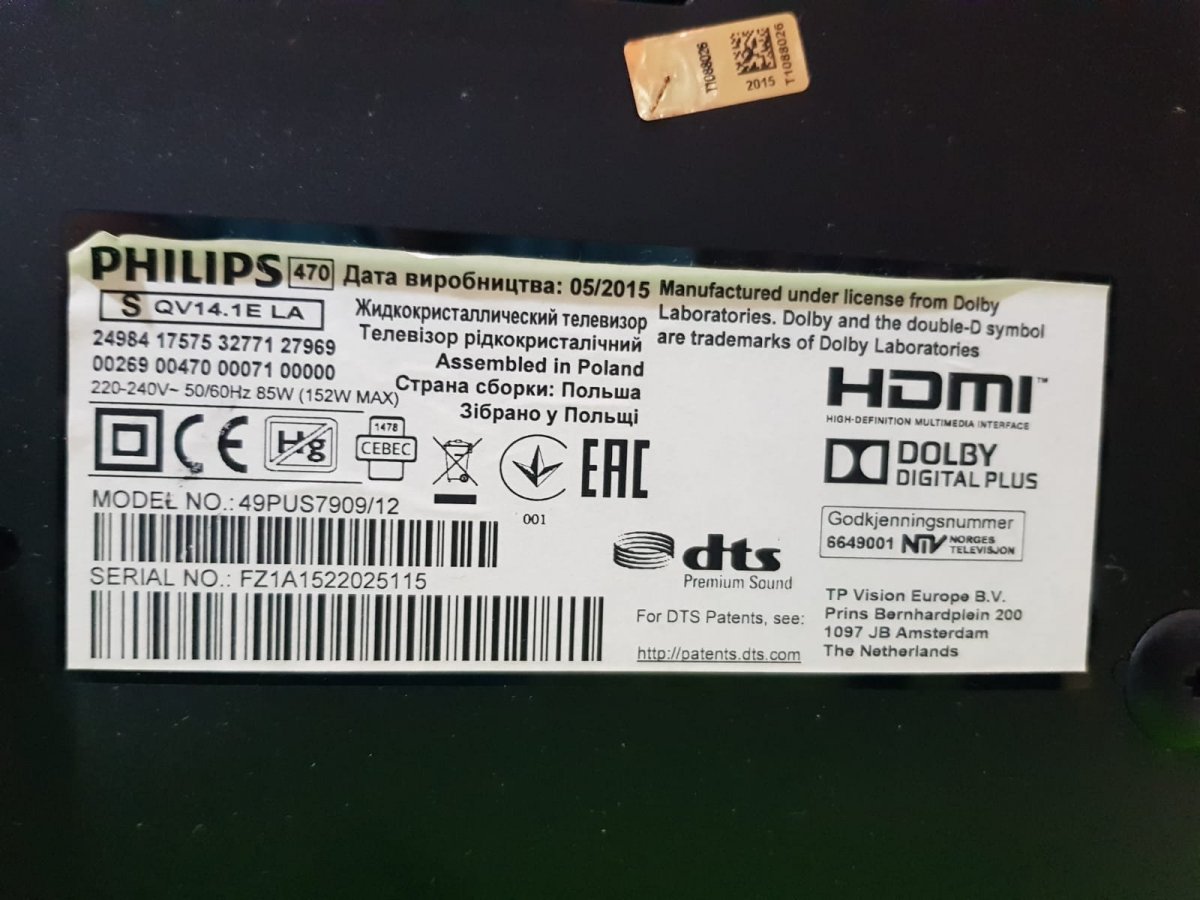 T1088026
2015
T1088026
PHILIPS 470 Дата виробництва: 05/2015
S QV14.1E LA
24984 17575 32771 27969
00269 00470 00071 00000
220-240V~ 50/60Hz 85W (152W MAX)
Жидкокристаллический телевизор
Телевізор рідкокристалічний
Assembled in Poland
Страна сборки: Польша
Зібрано у Польщі
Manufactured under license from Dolby
Laboratories. Dolby and the double-D symbol
are trademarks of Dolby Laboratories
HDMI™
HIGH-DEFINITION MULTIMEDIA INTERFACE
DOLBY
DIGITAL PLUS
CE
Hg
1478
CEBEC
001
EAC
MODEL NO.: 49PUS7909/12
SERIAL NO.: FZ1A1522025115
dts
Premium Sound
For DTS Patents, see:
http://patents.dts.com
Godkjenningsnummer
6649001 NTV NORGES
TELEVISJON
TP Vision Europe B.V.
Prins Bernhardplein 200
1097 JB Amsterdam
The Netherlands